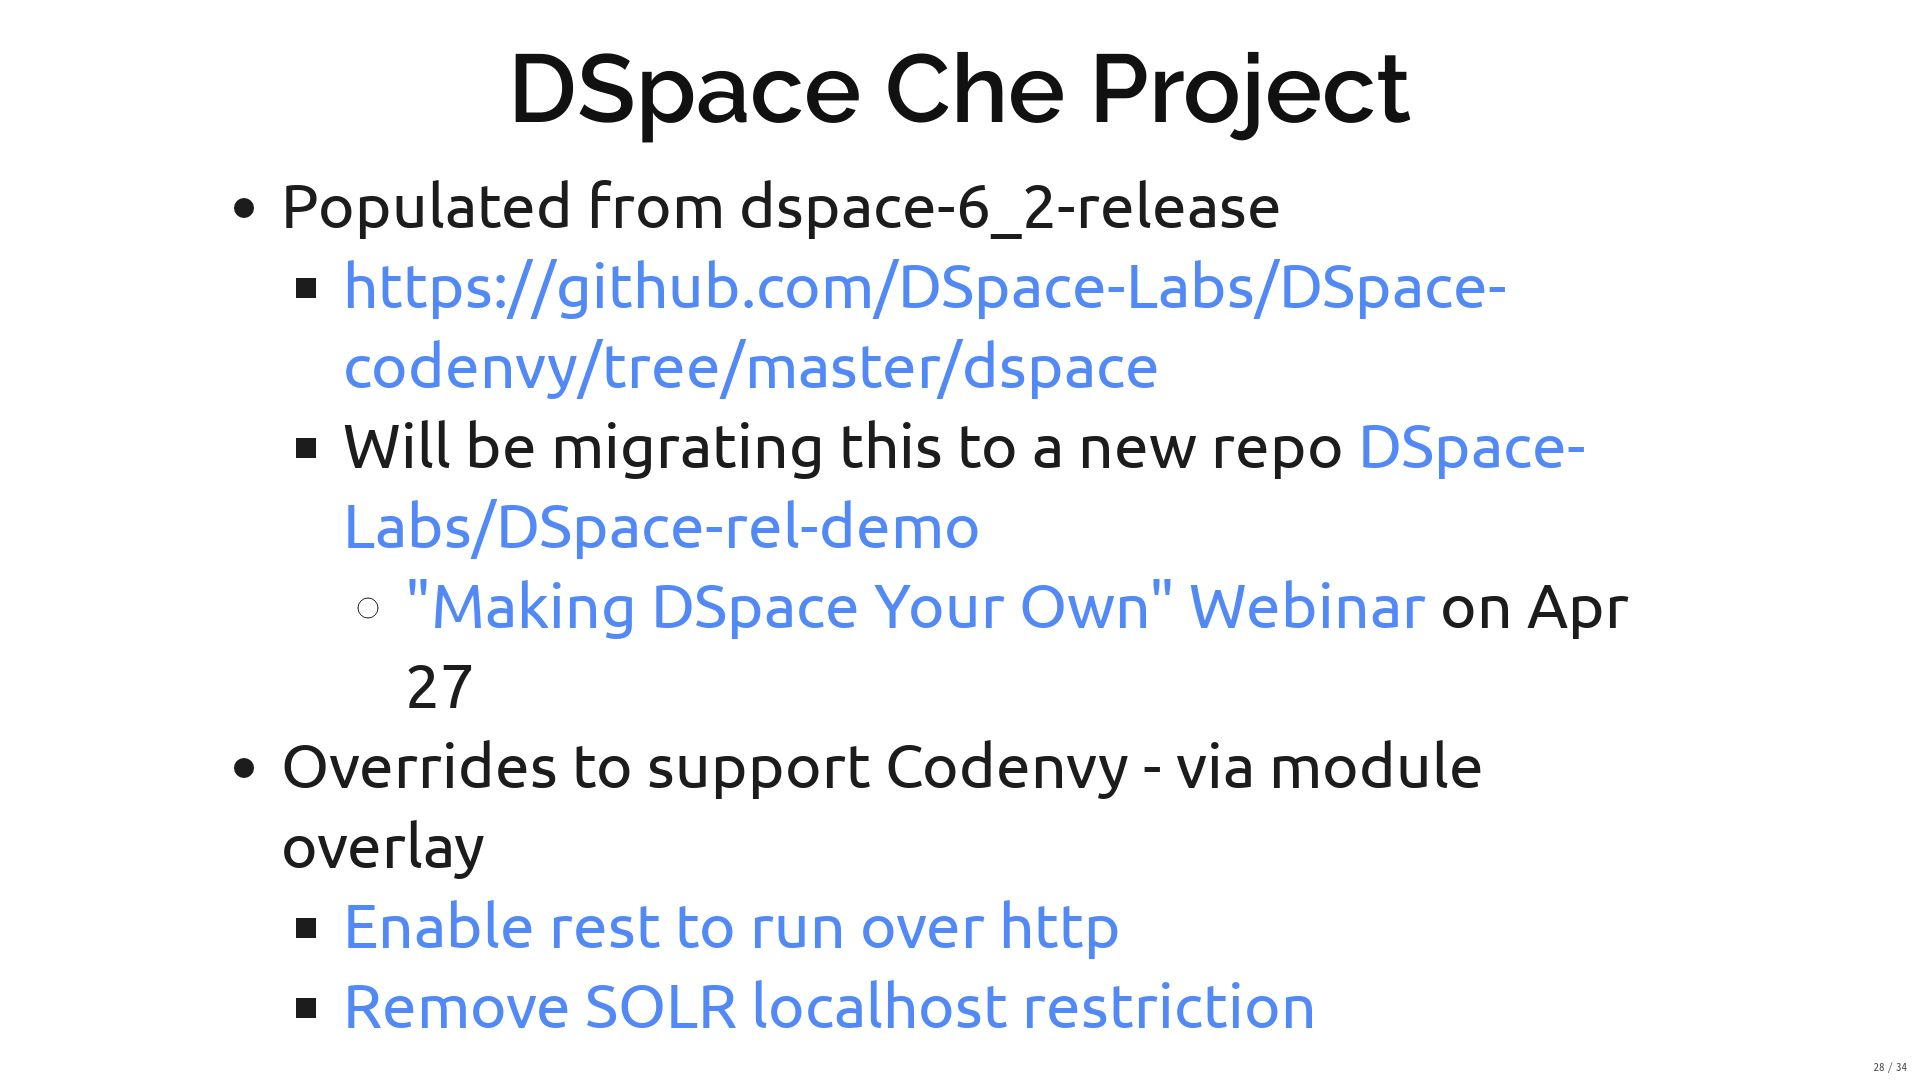 DSpace Che Project
Populated from dspace-6_2-release
https://github.com/DSpace-Labs/DSpace-
codenvy/tree/master/dspace
Will be migrating this to a new repo DSpace-
Labs/DSpace-rel-demo
"Making DSpace Your Own" Webinar on Apr
27
Overrides to support Codenvy - via module
overlay
Enable rest to run over http
Remove SOLR localhost restriction
28 / 34